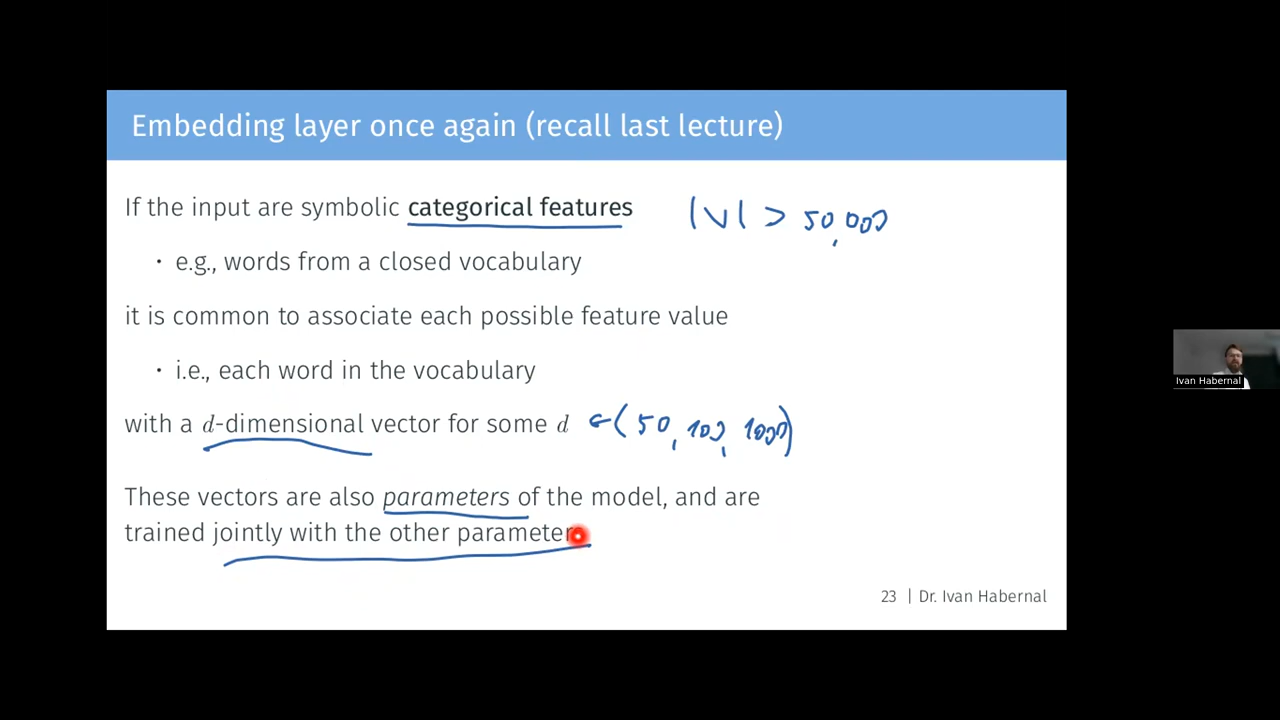 Embedding layer once again (recall last lecture)
If the input are symbolic categorical features |V| > 50,000
• e.g., words from a closed vocabulary
it is common to associate each possible feature value
• i.e., each word in the vocabulary
with a d-dimensional vector for some d ∈ (50, 100, 1000)
These vectors are also parameters of the model, and are
trained jointly with the other parameter
23 | Dr. Ivan Habernal
Ivan Habernal